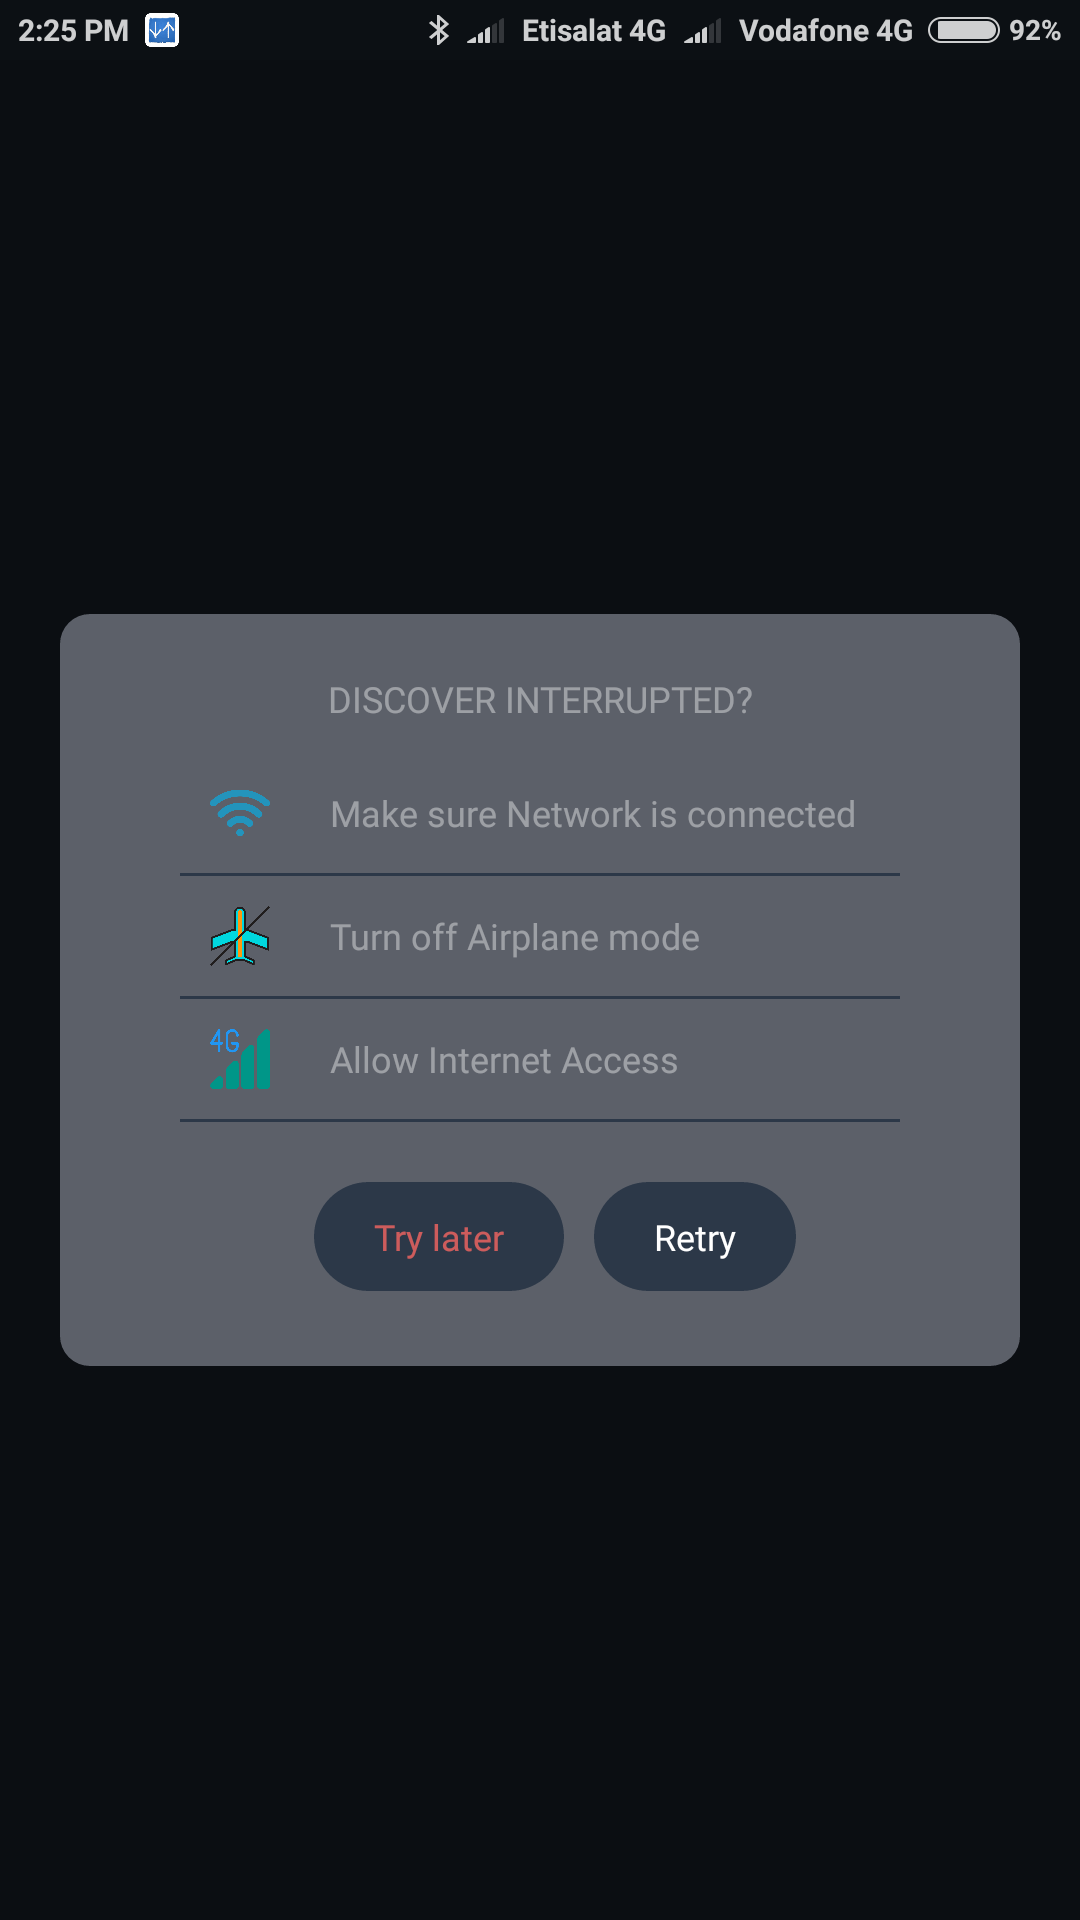 2:25 PM Etisalat 4G Vodafone 4G 92%
DISCOVER INTERRUPTED?
Make sure Network is connected
Turn off Airplane mode
4G
Allow Internet Access
Try later Retry